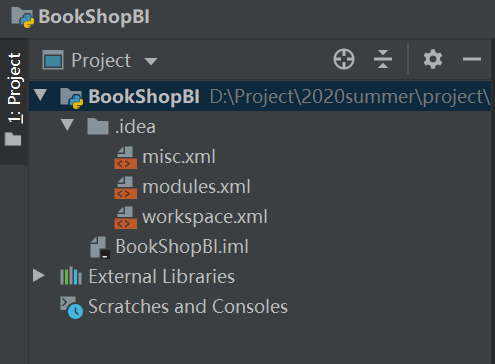 BookShopBI
1: Project
Project
BookShopBI D:\Project\2020summer\project\
.idea
misc.xml
modules.xml
workspace.xml
BookShopBI.iml
External Libraries
Scratches and Consoles